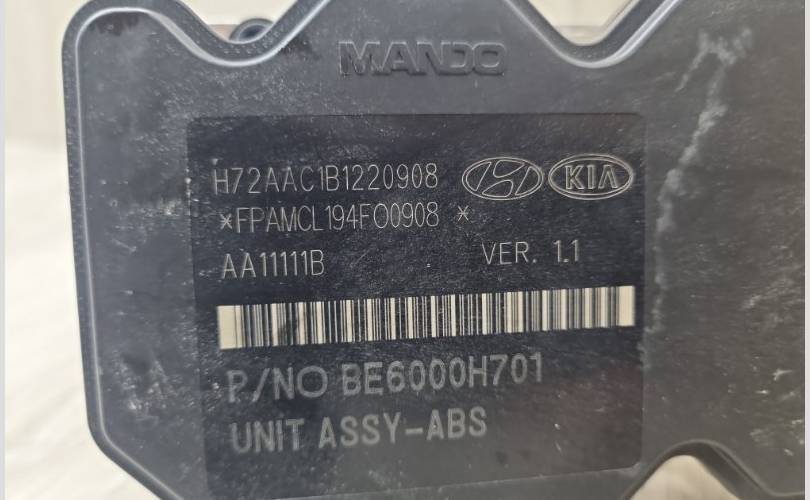 MANDO
H72AAC1B1220908 KIA
*FPAMCL194FO0908 *
AA11111B VER. 1.1
P/NO BE6000H701
UNIT ASSY-ABS